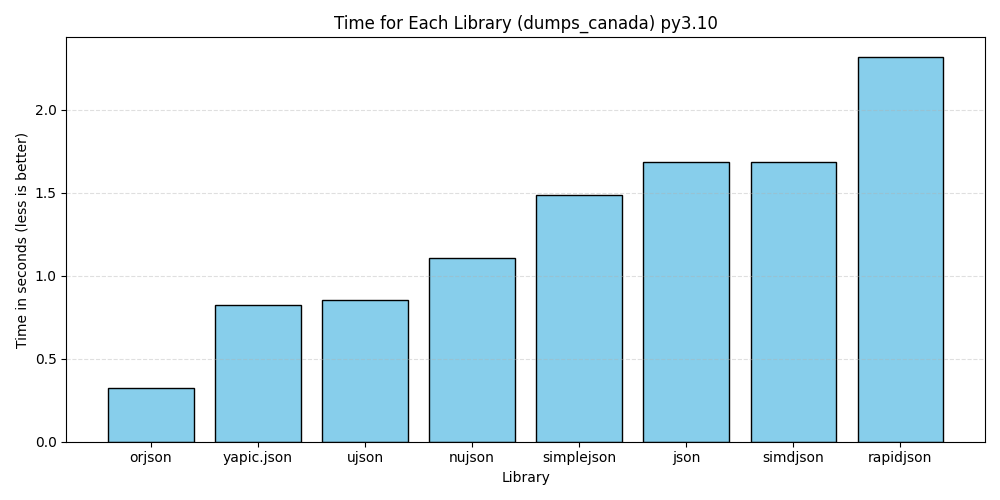 Time for Each Library (dumps_canada) py3.10
Time in seconds (less is better)
2.0
1.5
1.0
0.5
0.0
orjson yapic.json ujson nujson simplejson json simdjson rapidjson
Library